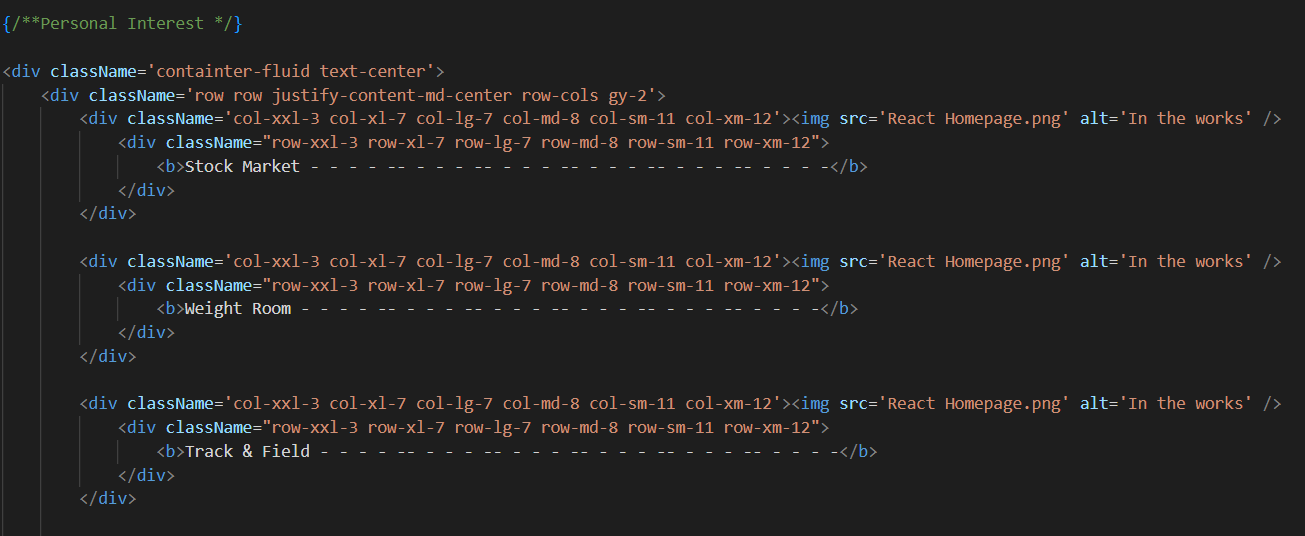 {/**Personal Interest */}
<div className='containter-fluid text-center'>
<div className='row row justify-content-md-center row-cols gy-2'>
<div className='col-xxl-3 col-xl-7 col-lg-7 col-md-8 col-sm-11 col-xm-12'><img src='React Homepage.png' alt='In the works' />
<div className="row-xxl-3 row-xl-7 row-lg-7 row-md-8 row-sm-11 row-xm-12">
<b>Stock Market - - - - -- - - - -- - - - - - -- - - - -- - - - - -- - - - -</b>
</div>
</div>
<div className='col-xxl-3 col-xl-7 col-lg-7 col-md-8 col-sm-11 col-xm-12'><img src='React Homepage.png' alt='In the works' />
<div className="row-xxl-3 row-xl-7 row-lg-7 row-md-8 row-sm-11 row-xm-12">
<b>Weight Room - - - - -- - - - -- - - - - - -- - - - -- - - - - -- - - - -</b>
</div>
</div>
<div className='col-xxl-3 col-xl-7 col-lg-7 col-md-8 col-sm-11 col-xm-12'><img src='React Homepage.png' alt='In the works' />
<div className="row-xxl-3 row-xl-7 row-lg-7 row-md-8 row-sm-11 row-xm-12">
<b>Track & Field - - - - -- - - - -- - - - - - -- - - - -- - - - - -- - - - -</b>
</div>
</div>